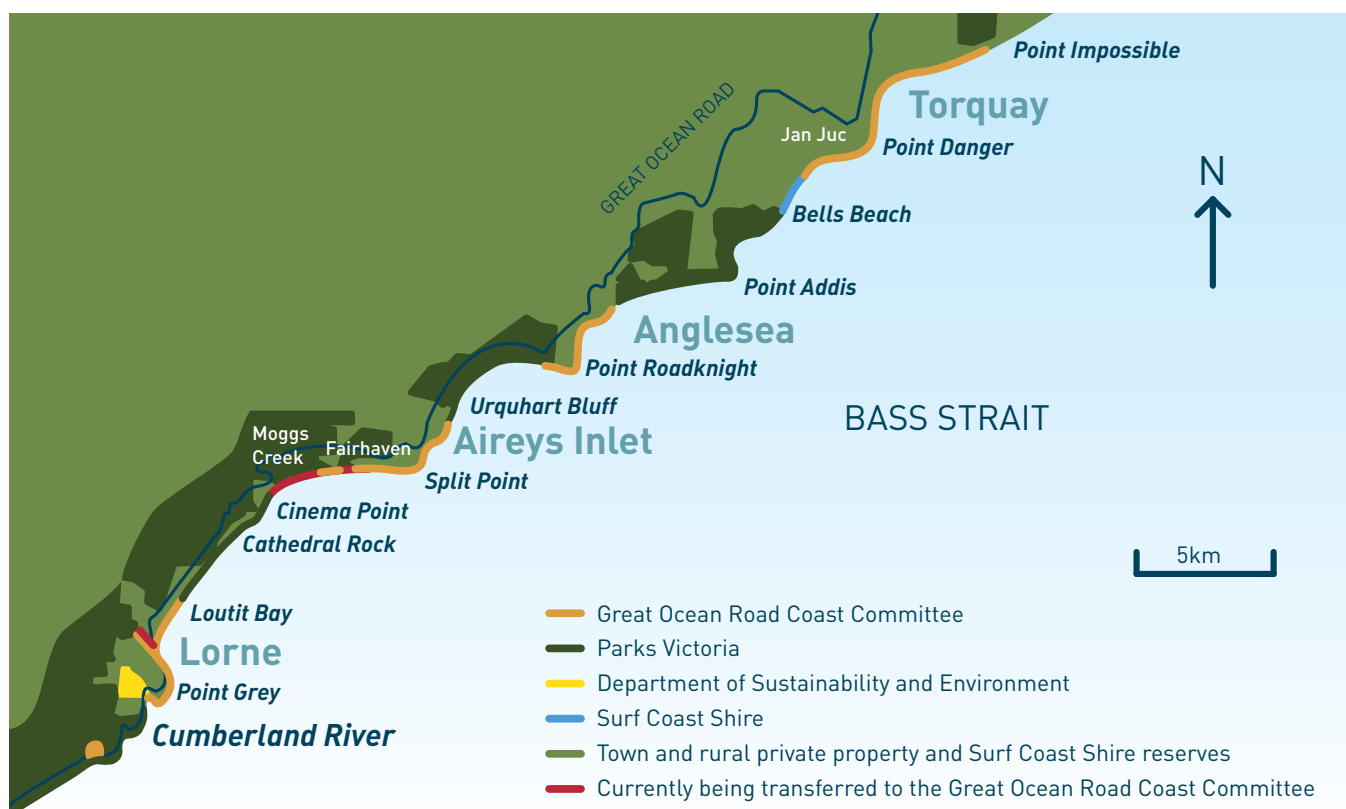 Point Impossible
Torquay
GREAT OCEAN ROAD
Jan Juc
Point Danger
N
Bells Beach
Point Addis
Anglesea
Point Roadknight
Urquhart Bluff
BASS STRAIT
Moggs
Creek
Fairhaven
Aireys Inlet
Split Point
Cinema Point
Cathedral Rock
5km
Loutit Bay
Lorne
Point Grey
Cumberland River
Great Ocean Road Coast Committee
Parks Victoria
Department of Sustainability and Environment
Surf Coast Shire
Town and rural private property and Surf Coast Shire reserves
Currently being transferred to the Great Ocean Road Coast Committee